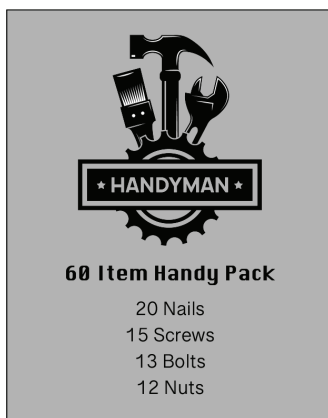 HANDYMAN
60 Item Handy Pack
20 Nails
15 Screws
13 Bolts
12 Nuts